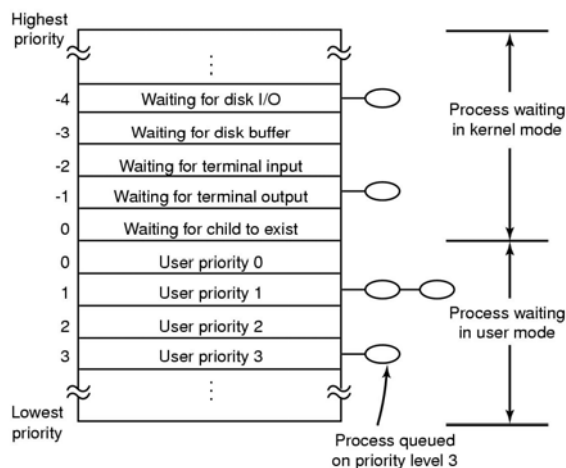 Highest
priority
-4 Waiting for disk I/O
-3 Waiting for disk buffer
-2 Waiting for terminal input
-1 Waiting for terminal output
0 Waiting for child to exist
0 User priority 0
1 User priority 1
2 User priority 2
3 User priority 3
Lowest
priority
Process waiting
in kernel mode
Process waiting
in user mode
Process queued
on priority level 3